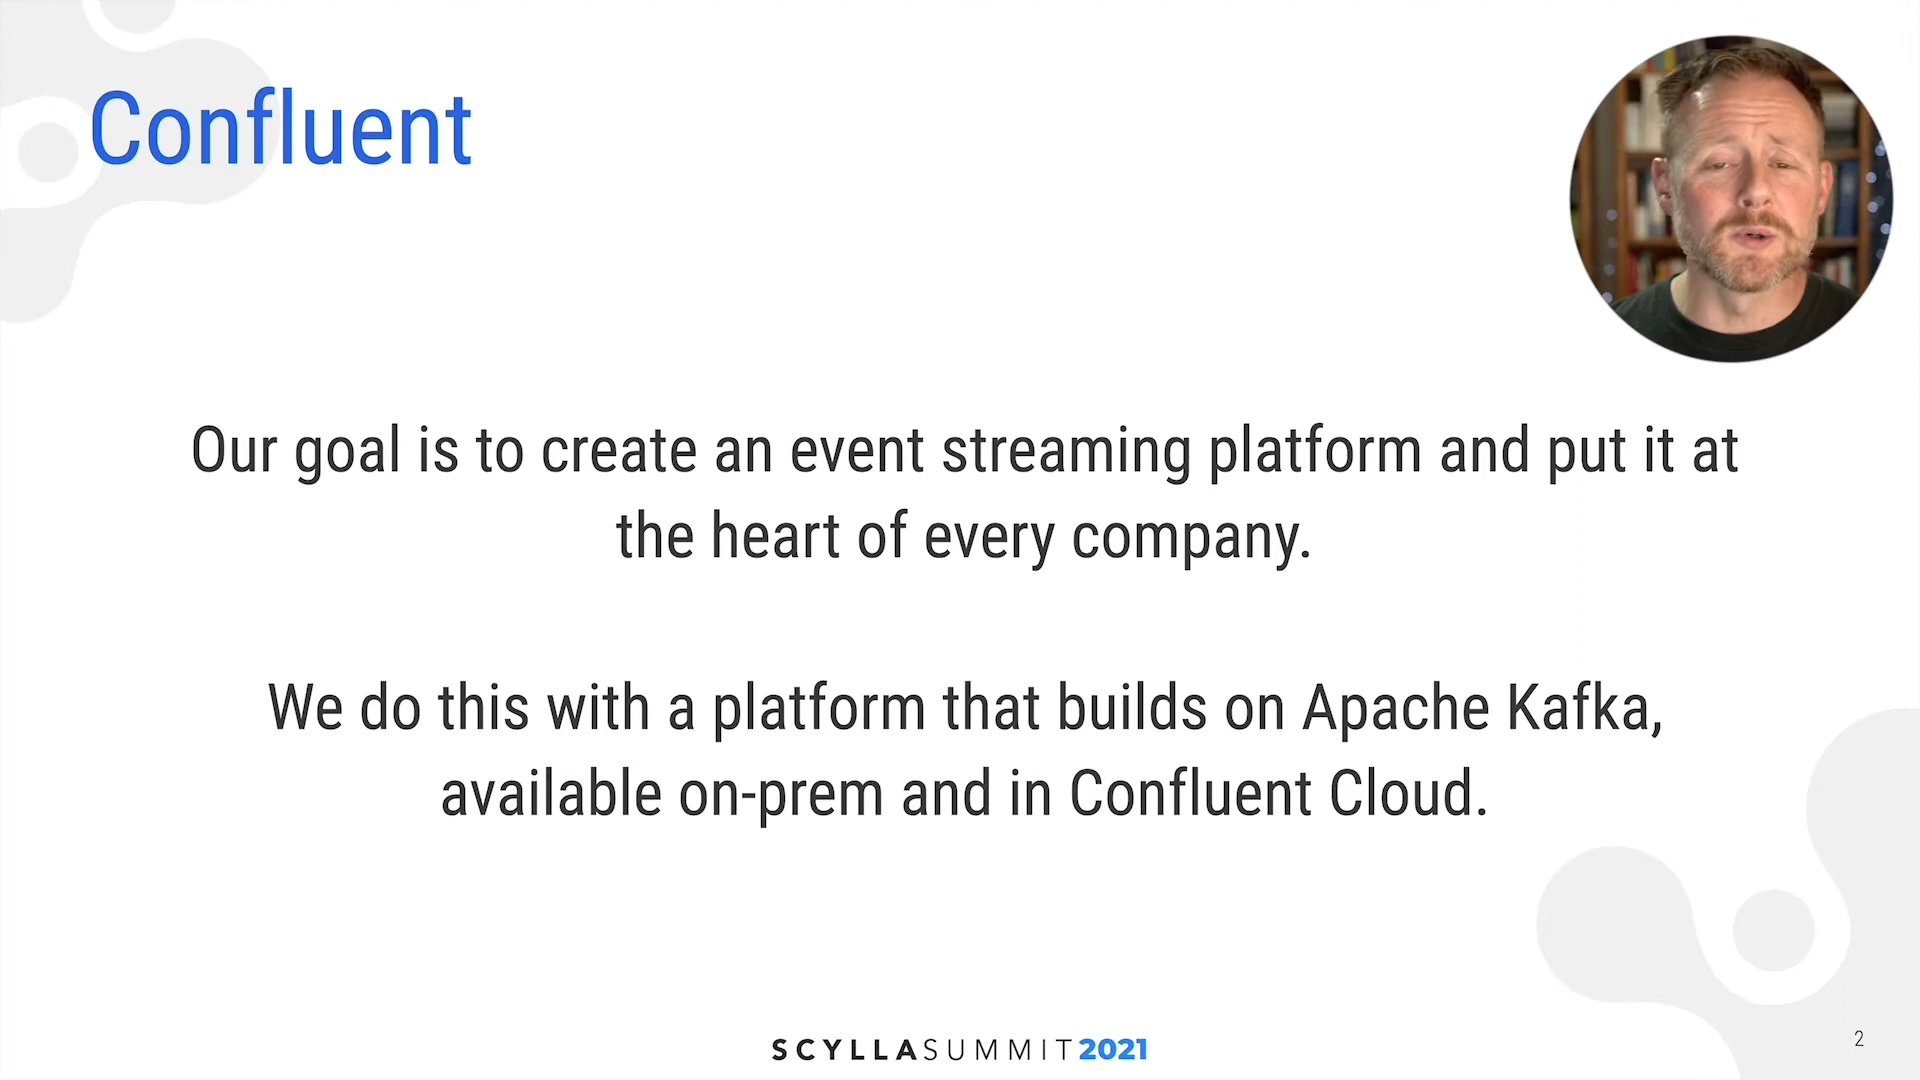 Confluent
Our goal is to create an event streaming platform and put it at
the heart of every company.
We do this with a platform that builds on Apache Kafka,
available on-prem and in Confluent Cloud.
SCYLLASUMMIT2021
2